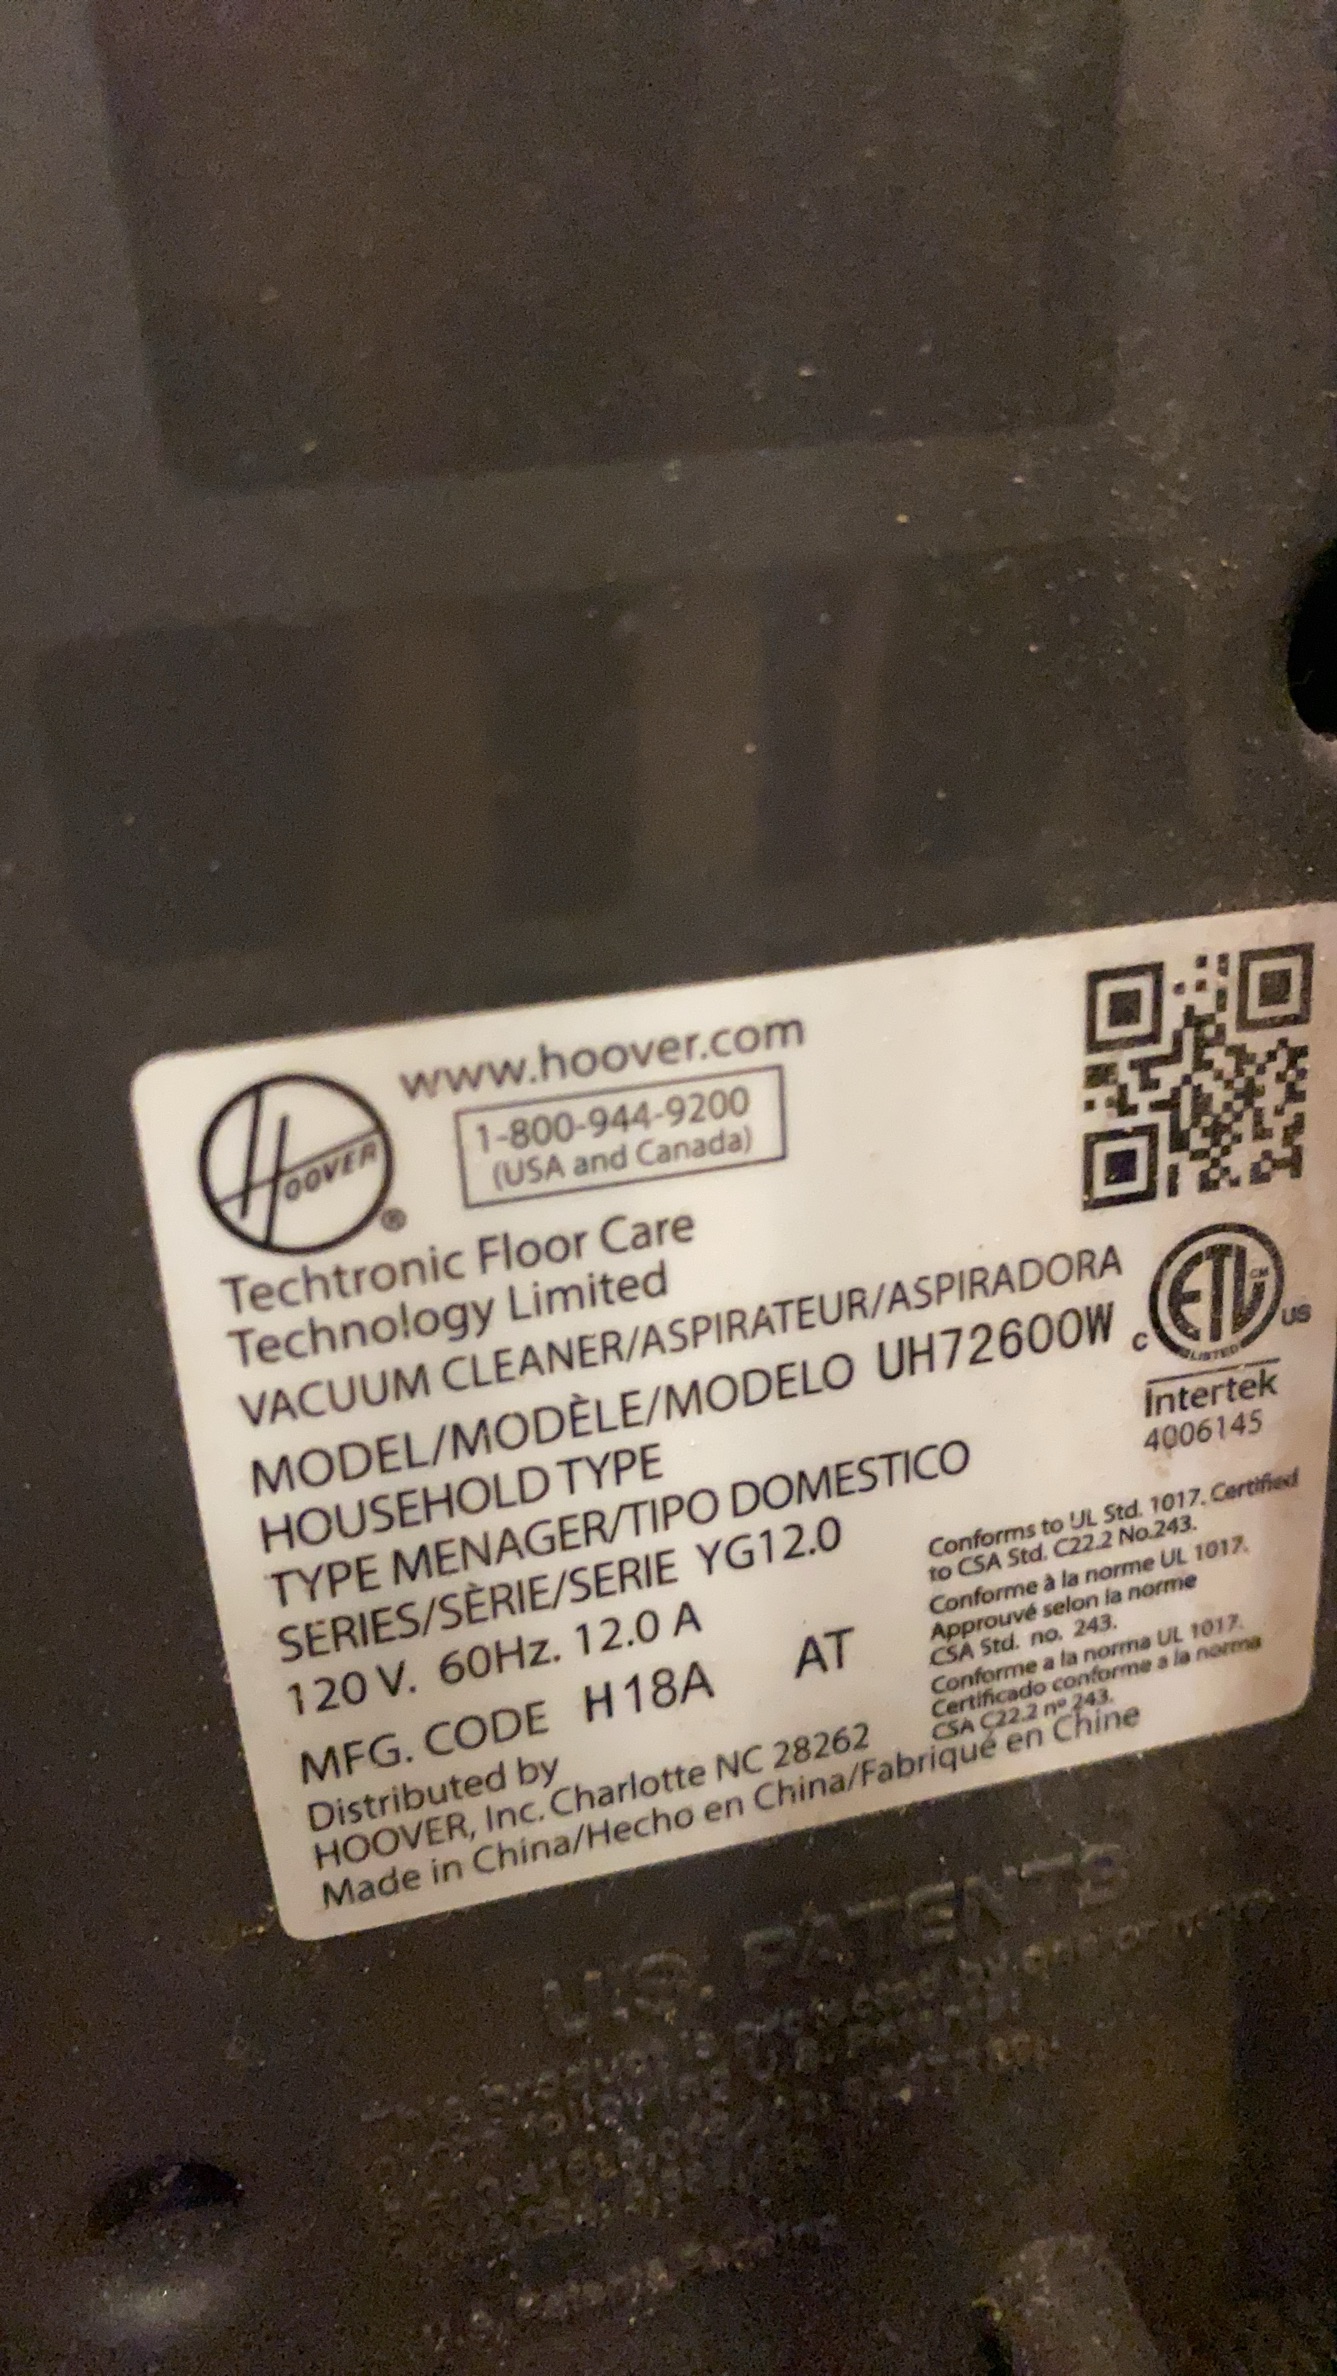 www.hoover.com
HOOVER ®
1-800-944-9200
(USA and Canada)
Techtronic Floor Care
Technology Limited
VACUUM CLEANER/ASPIRATEUR/ASPIRADORA
MODEL/MODÈLE/MODELO UH72600W
HOUSEHOLD TYPE
TYPE MENAGER/TIPO DOMESTICO
SERIES/SÈRIE/SERIE YG12.0
120 V. 60Hz. 12.0 A
MFG. CODE H18A AT
Distributed by
HOOVER, Inc. Charlotte NC 28262
Made in China/Hecho en China/Fabriqué en Chine
C ETL CM US
LISTED
Intertek
4006145
Conforms to UL Std. 1017. Certified
to CSA Std. C22.2 No.243.
Conforme à la norme UL 1017.
Approuvé selon la norme
CSA Std. no. 243.
Conforme a la norma UL 1017.
Certificado conforme a la norma
CSA C22.2 nº 243.
U.S. PATENTS